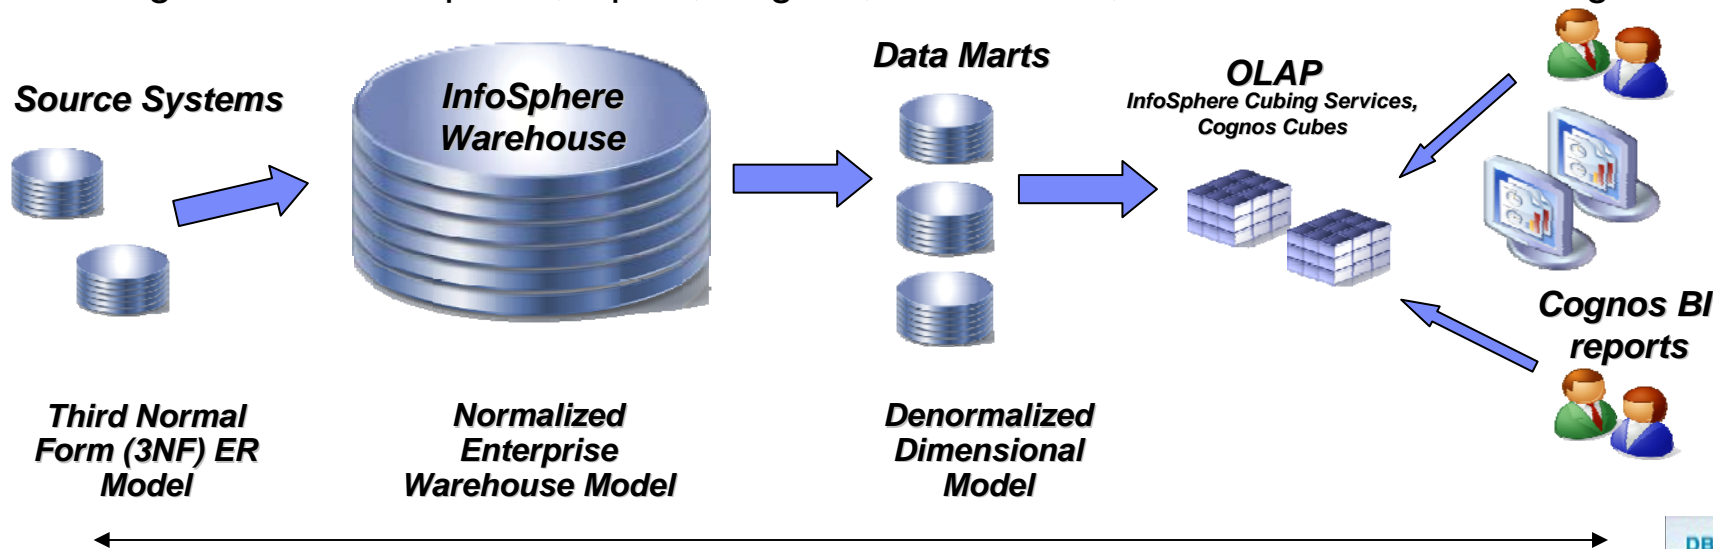 Source Systems
InfoSphere
Warehouse
Data Marts
OLAP
InfoSphere Cubing Services,
Cognos Cubes
Cognos BI
reports
Third Normal
Form (3NF) ER
Model
Normalized
Enterprise
Warehouse Model
Denormalized
Dimensional
Model
DB